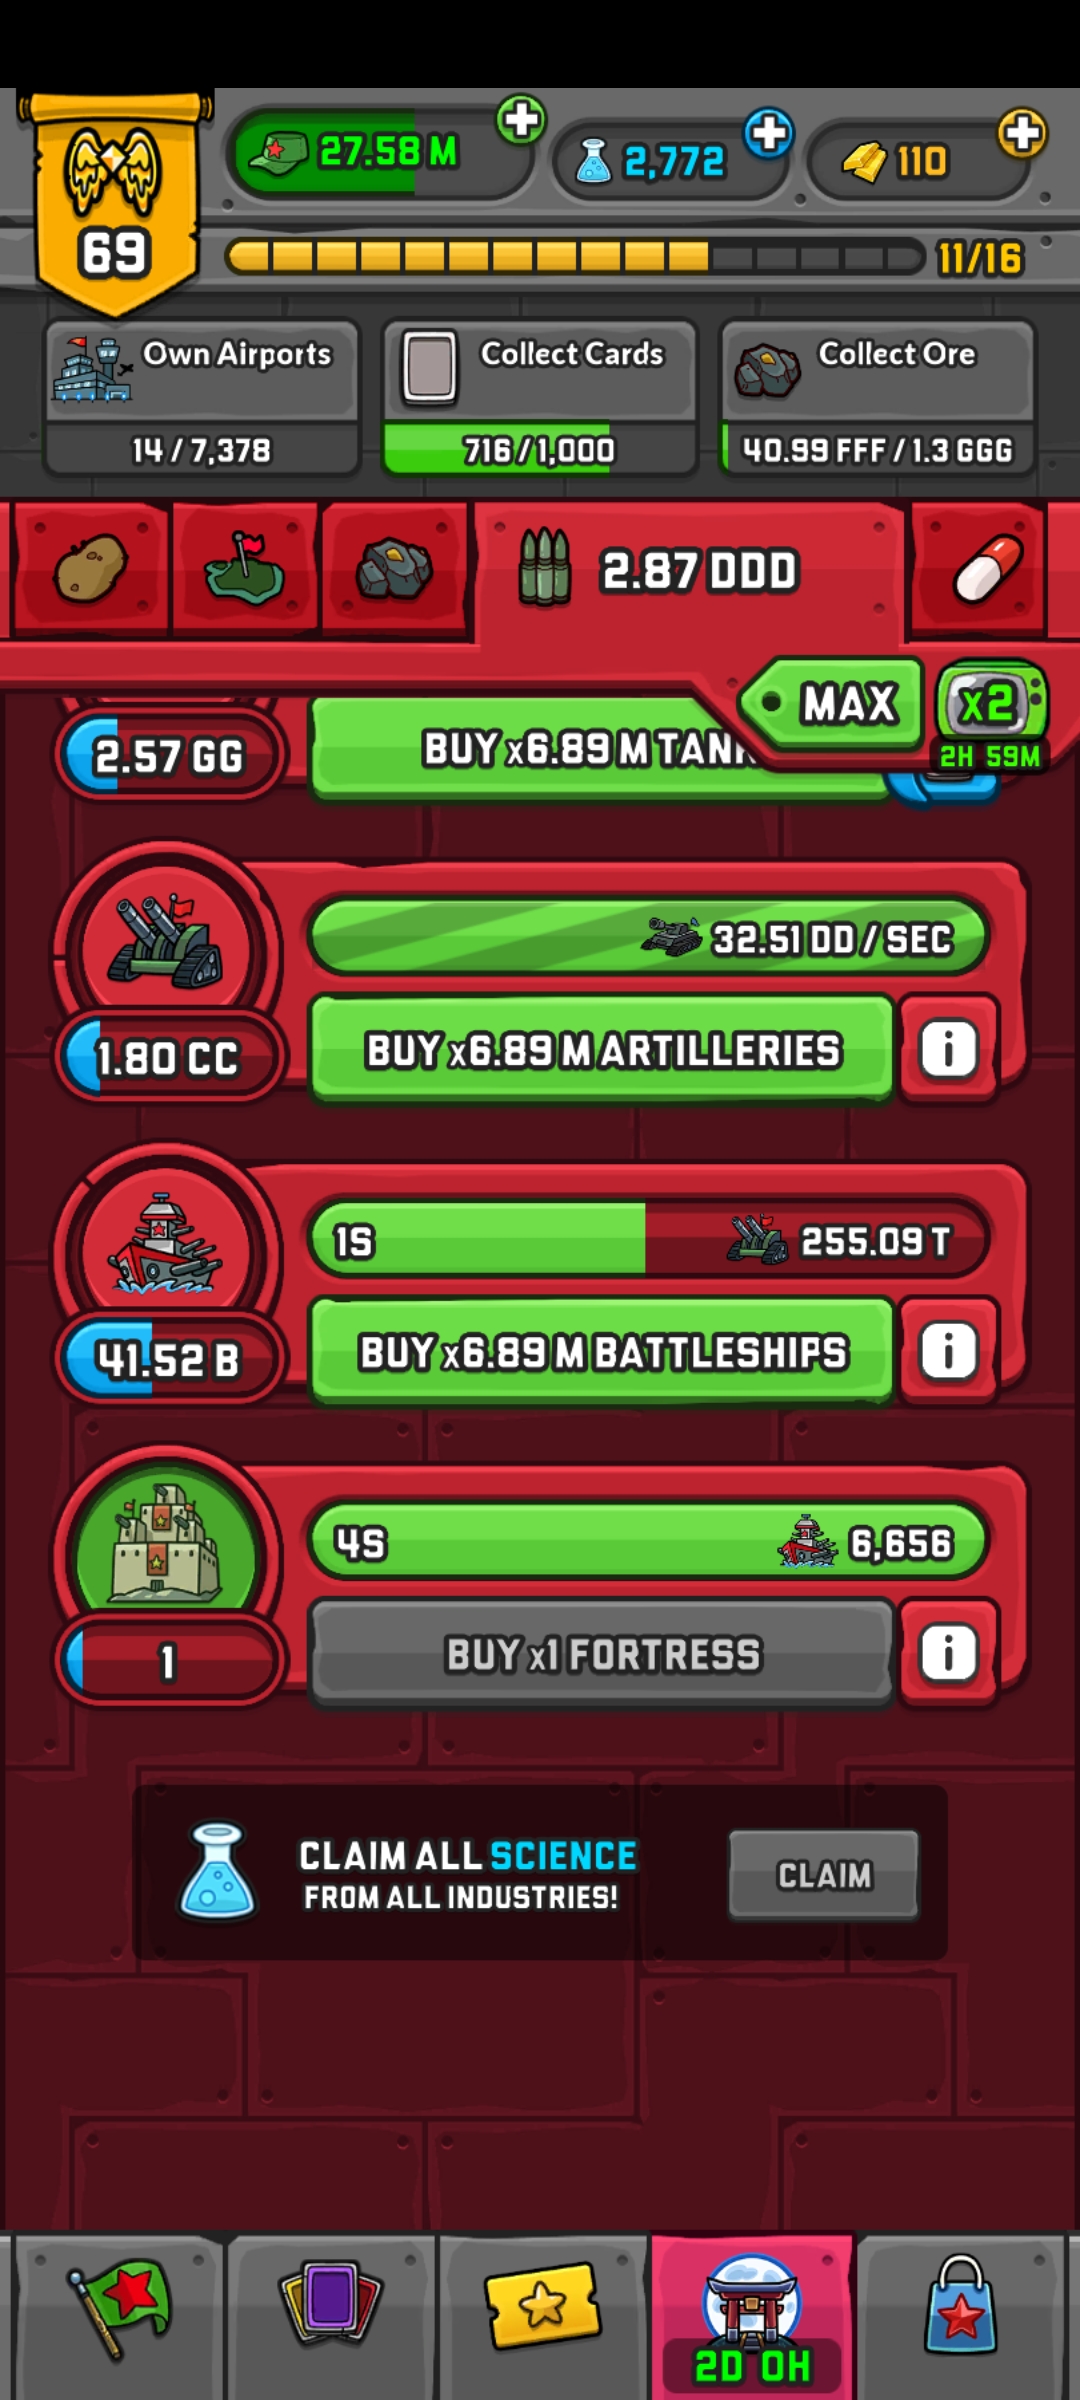 27.58 M
2,772
110
69
11/16
Own Airports
Collect Cards
Collect Ore
14 / 7,378
716 / 1,000
40.99 FFF / 1.3 GGG
2.87 DDD
MAX
x2
2H 59M
2.57 GG
BUY x6.89 M
32.51 DD / SEC
1.80 CC
BUY x6.89 M ARTILLERIES
i
1S
255.09 T
41.52 B
BUY x6.89 M BATTLESHIPS
i
4S
6,656
1
BUY x1 FORTRESS
i
CLAIM ALL SCIENCE
FROM ALL INDUSTRIES!
CLAIM
2D 0H